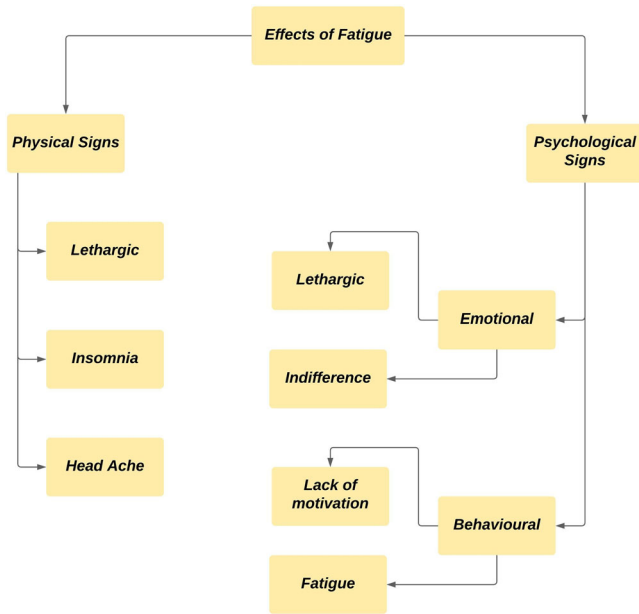 Effects of Fatigue
Physical Signs
Psychological
Signs
Lethargic
Insomnia
Head Ache
Lethargic
Emotional
Indifference
Lack of
motivation
Behavioural
Fatigue